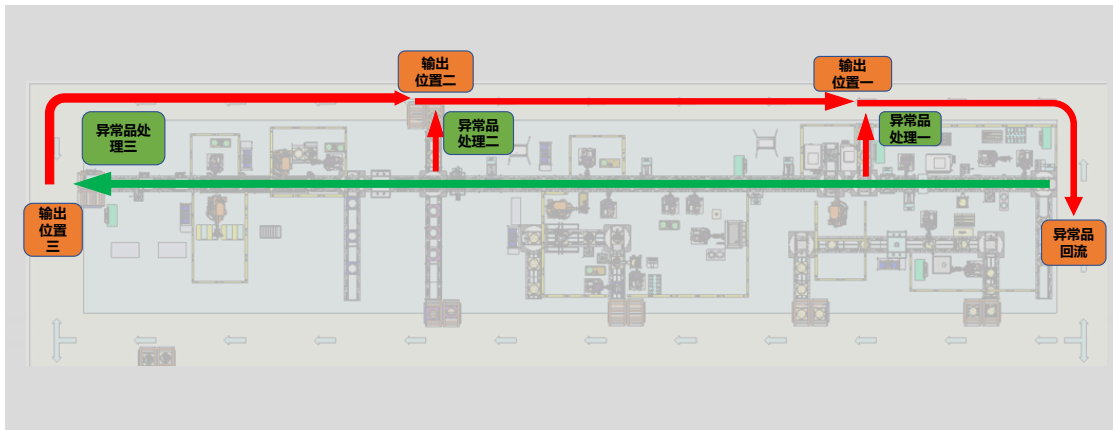 输出
位置二
输出
位置一
异常品处
理三
异常品
处理二
异常品
处理一
输出
位置
三
异常品
回流